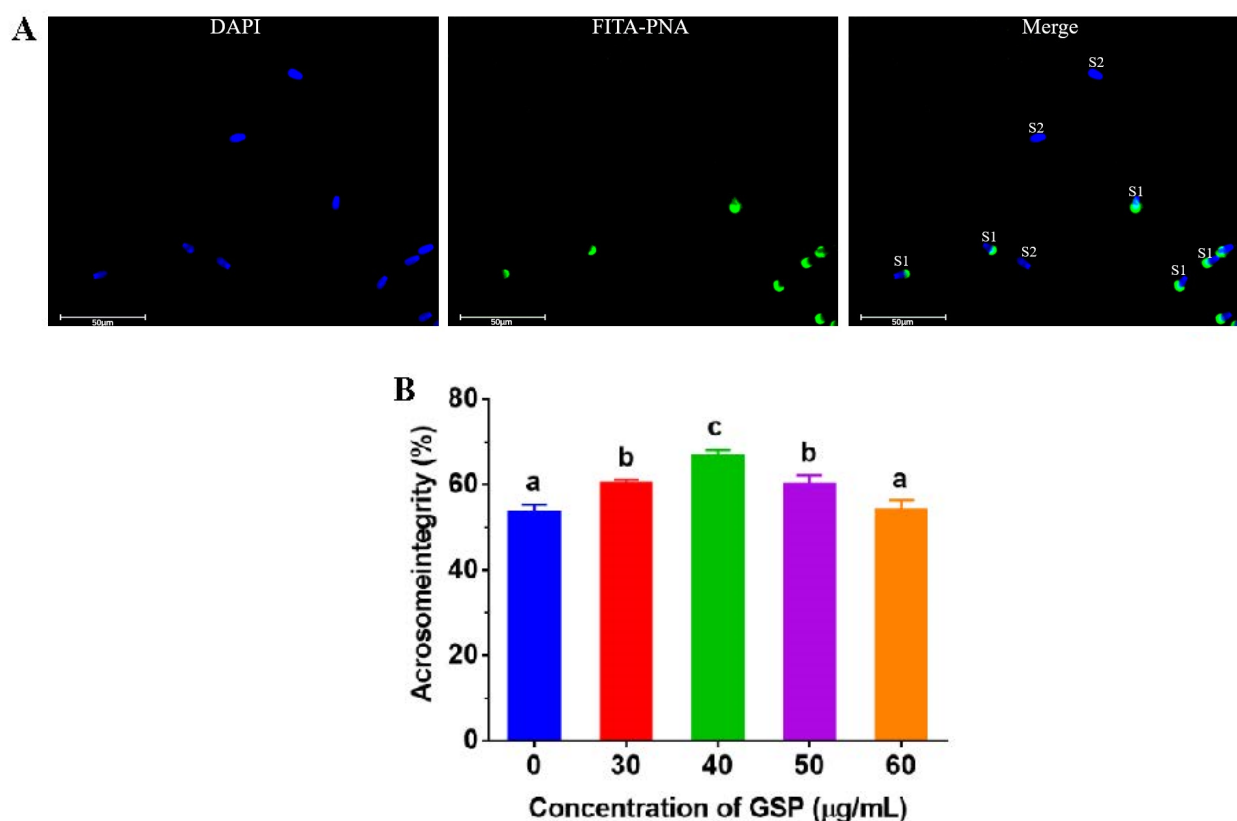 A
DAPI
FITA-PNA
Merge
S2
S2
S1
S1
S2
S1
S1
S1
50μm
50μm
50μm
B
80
60
40
20
0
a
b
c
b
a
0 30 40 50 60
Acrosomeintegrity (%)
Concentration of GSP (μg/mL)